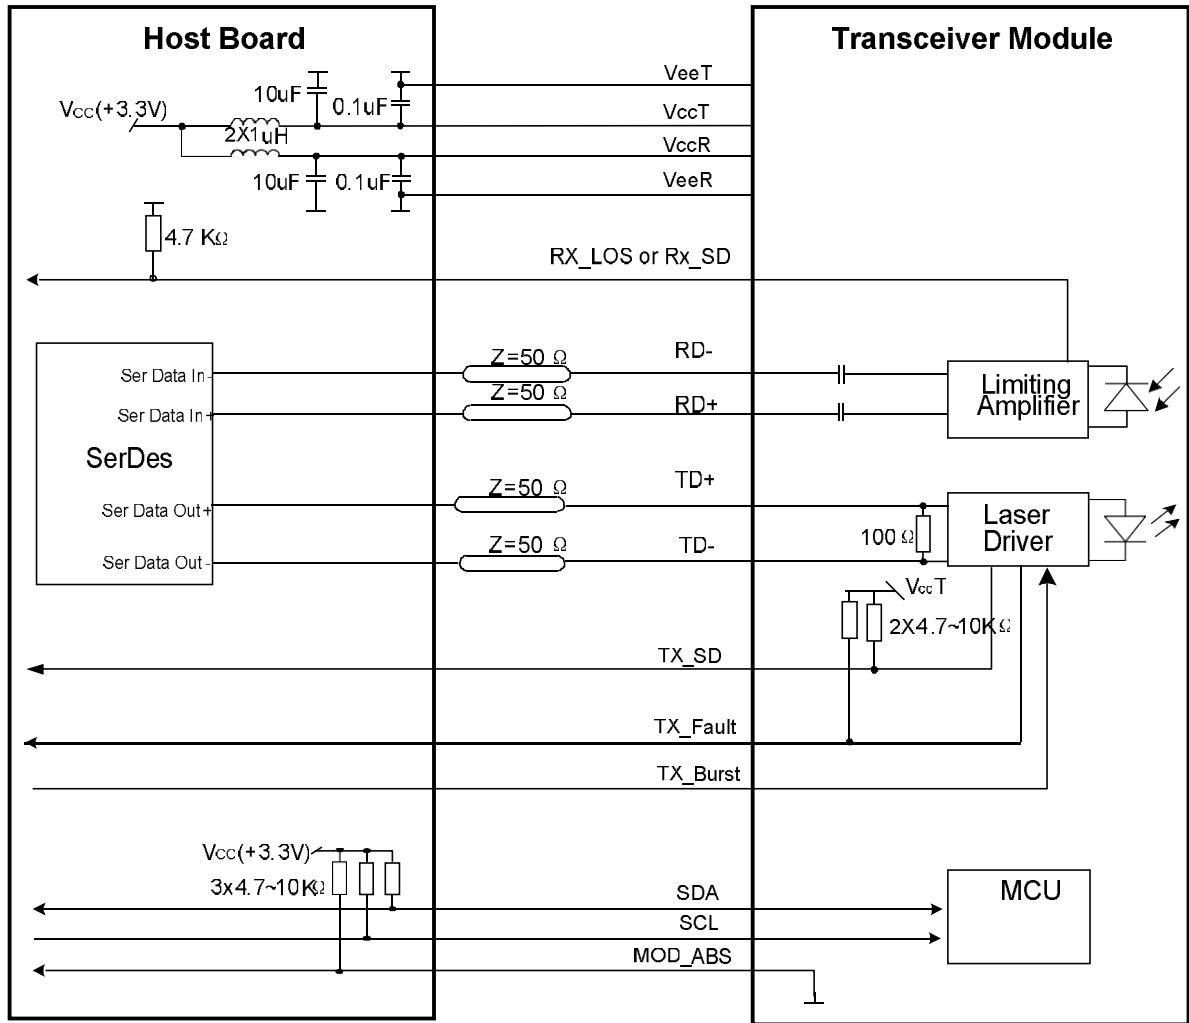 Host Board
Transceiver Module
VeeT
10uF
0.1uF
Vcc(+3.3V)
VccT
2X1uH
VccR
10uF
0.1uF
VeeR
4.7 KΩ
RX_LOS or Rx_SD
Z=50 Ω
RD-
Ser Data In-
Z=50 Ω
RD+
Ser Data In+
Limiting
Amplifier
SerDes
Z=50 Ω
TD+
Ser Data Out+
Laser
Driver
100 Ω
Z=50 Ω
TD-
Ser Data Out-
VccT
2X4.7~10KΩ
TX_SD
TX_Fault
TX_Burst
Vcc(+3.3V)
3x4.7~10KΩ
SDA
MCU
SCL
MOD_ABS